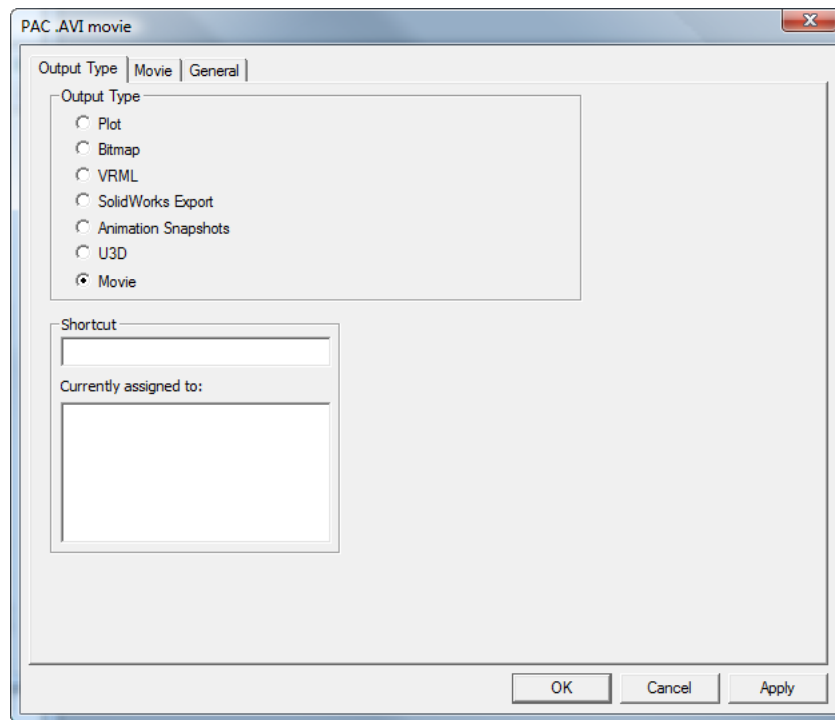 PAC .AVI movie
Output Type Movie General
Output Type
Plot
Bitmap
VRML
SolidWorks Export
Animation Snapshots
U3D
Movie
Shortcut
Currently assigned to:
OK Cancel Apply